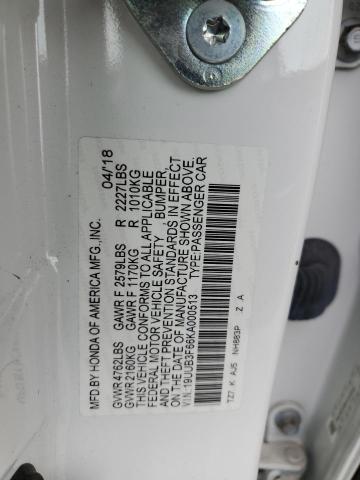 MFD BY HONDA OF AMERICA MFG., INC. 04/'18
GVWR 4762LBS GAWR F 2579LBS R 2227LBS
GVWR 2160KG GAWR F 1170KG R 1010KG
THIS VEHICLE CONFORMS TO ALL APPLICABLE
FEDERAL MOTOR VEHICLE SAFETY, BUMPER,
AND THEFT PREVENTION STANDARDS IN EFFECT
ON THE DATE OF MANUFACTURE SHOWN ABOVE.
VIN: 19UUB3F66KA000513 TYPE:PASSENGER CAR
TZ7 K AJ5 NH883P Z A